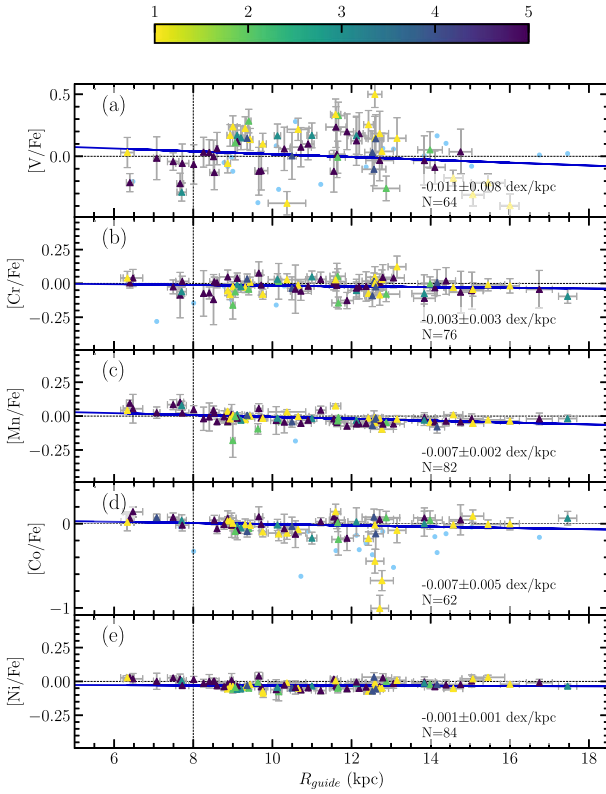 1 2 3 4 5
(a)
0.5
0.0
[V/Fe]
-0.011±0.008 dex/kpc
N=64
(b)
0.25
0.00
−0.25
[Cr/Fe]
-0.003±0.003 dex/kpc
N=76
(c)
0.25
0.00
−0.25
[Mn/Fe]
-0.007±0.002 dex/kpc
N=82
(d)
0
−1
[Co/Fe]
-0.007±0.005 dex/kpc
N=62
(e)
0.25
0.00
−0.25
[Ni/Fe]
-0.001±0.001 dex/kpc
N=84
6 8 10 12 14 16 18
R_guide (kpc)